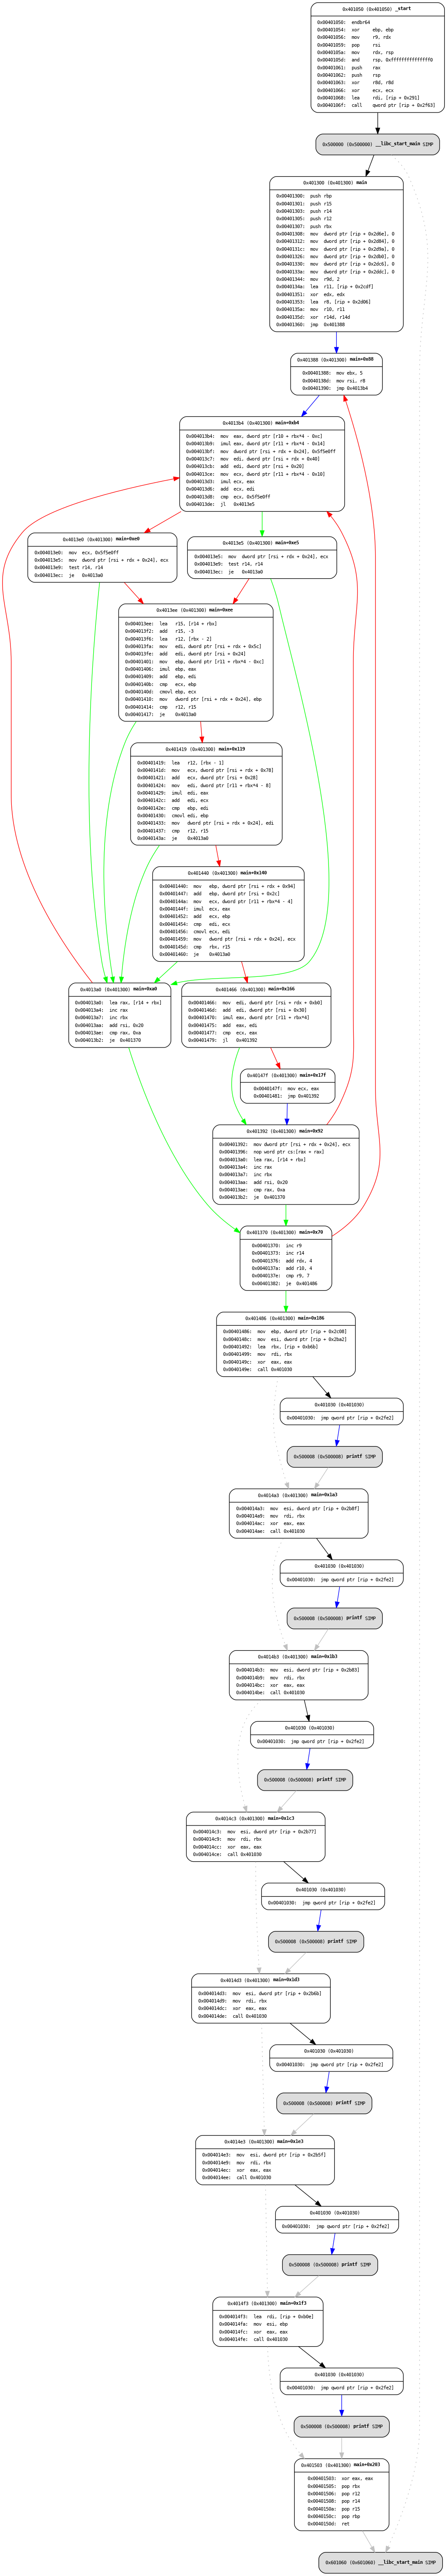 0x401050 (0x401050) _start
0x00401050: endbr64
0x00401054: xor ebp, ebp
0x00401056: mov r9, rdx
0x00401059: pop rsi
0x0040105a: mov rdx, rsp
0x0040105d: and rsp, 0xfffffffffffffff0
0x00401061: push rax
0x00401062: push rsp
0x00401063: xor r8d, r8d
0x00401066: xor ecx, ecx
0x00401068: lea rdi, [rip + 0x291]
0x0040106f: call qword ptr [rip + 0x2f63]
0x500000 (0x500000) __libc_start_main SIMP
0x401300 (0x401300) main
0x00401300: push rbp
0x00401301: push r15
0x00401303: push r14
0x00401305: push r12
0x00401307: push rbx
0x00401308: mov dword ptr [rip + 0x2d6e], 0
0x00401312: mov dword ptr [rip + 0x2d84], 0
0x0040131c: mov dword ptr [rip + 0x2d9a], 0
0x00401326: mov dword ptr [rip + 0x2db0], 0
0x00401330: mov dword ptr [rip + 0x2dc6], 0
0x0040133a: mov dword ptr [rip + 0x2ddc], 0
0x00401344: mov r9d, 2
0x0040134a: lea r11, [rip + 0x2cdf]
0x00401351: xor edx, edx
0x00401353: lea r8, [rip + 0x2d06]
0x0040135a: mov r10, r11
0x0040135d: xor r14d, r14d
0x00401360: jmp 0x401388
0x401388 (0x401300) main+0x88
0x00401388: mov ebx, 5
0x0040138d: mov rsi, r8
0x00401390: jmp 0x4013b4
0x4013b4 (0x401300) main+0xb4
0x004013b4: mov eax, dword ptr [r10 + rbx*4 - 0xc]
0x004013b9: imul eax, dword ptr [r11 + rbx*4 - 0x14]
0x004013bf: mov dword ptr [rsi + rdx + 0x24], 0x5f5e0ff
0x004013c7: mov edi, dword ptr [rsi + rdx + 0x40]
0x004013cb: add edi, dword ptr [rsi + 0x20]
0x004013ce: mov ecx, dword ptr [r11 + rbx*4 - 0x10]
0x004013d3: imul ecx, eax
0x004013d6: add ecx, edi
0x004013d8: cmp ecx, 0x5f5e0ff
0x004013de: jl 0x4013e5
0x4013e0 (0x401300) main+0xe0
0x004013e0: mov ecx, 0x5f5e0ff
0x004013e5: mov dword ptr [rsi + rdx + 0x24], ecx
0x004013e9: test r14, r14
0x004013ec: je 0x4013a0
0x4013e5 (0x401300) main+0xe5
0x004013e5: mov dword ptr [rsi + rdx + 0x24], ecx
0x004013e9: test r14, r14
0x004013ec: je 0x4013a0
0x4013ee (0x401300) main+0xee
0x004013ee: lea r15, [r14 + rbx]
0x004013f2: add r15, -3
0x004013f6: lea r12, [rbx - 2]
0x004013fa: mov edi, dword ptr [rsi + rdx + 0x5c]
0x004013fe: add edi, dword ptr [rsi + 0x24]
0x00401401: mov ebp, dword ptr [r11 + rbx*4 - 0xc]
0x00401406: imul ebp, eax
0x00401409: add ebp, edi
0x0040140b: cmp ecx, ebp
0x0040140d: cmovl ebp, ecx
0x00401410: mov dword ptr [rsi + rdx + 0x24], ebp
0x00401414: cmp r12, r15
0x00401417: je 0x4013a0
0x401419 (0x401300) main+0x119
0x00401419: lea r12, [rbx - 1]
0x0040141d: mov ecx, dword ptr [rsi + rdx + 0x78]
0x00401421: add ecx, dword ptr [rsi + 0x28]
0x00401424: mov edi, dword ptr [r11 + rbx*4 - 8]
0x00401429: imul edi, eax
0x0040142c: add edi, ecx
0x0040142e: cmp ebp, edi
0x00401430: cmovl edi, ebp
0x00401433: mov dword ptr [rsi + rdx + 0x24], edi
0x00401437: cmp r12, r15
0x0040143a: je 0x4013a0
0x401440 (0x401300) main+0x140
0x00401440: mov ebp, dword ptr [rsi + rdx + 0x94]
0x00401447: add ebp, dword ptr [rsi + 0x2c]
0x0040144a: mov ecx, dword ptr [r11 + rbx*4 - 4]
0x0040144f: imul ecx, eax
0x00401452: add ecx, ebp
0x00401454: cmp edi, ecx
0x00401456: cmovl ecx, edi
0x00401459: mov dword ptr [rsi + rdx + 0x24], ecx
0x0040145d: cmp rbx, r15
0x00401460: je 0x4013a0
0x4013a0 (0x401300) main+0xa0
0x004013a0: lea rax, [r14 + rbx]
0x004013a4: inc rax
0x004013a7: inc rbx
0x004013aa: add rsi, 0x20
0x004013ae: cmp rax, 0xa
0x004013b2: je 0x401370
0x401466 (0x401300) main+0x166
0x00401466: mov edi, dword ptr [rsi + rdx + 0xb0]
0x0040146d: add edi, dword ptr [rsi + 0x30]
0x00401470: imul eax, dword ptr [r11 + rbx*4]
0x00401475: add eax, edi
0x00401477: cmp ecx, eax
0x00401479: jl 0x401392
0x40147f (0x401300) main+0x17f
0x0040147f: mov ecx, eax
0x00401481: jmp 0x401392
0x401392 (0x401300) main+0x92
0x00401392: mov dword ptr [rsi + rdx + 0x24], ecx
0x00401396: nop word ptr cs:[rax + rax]
0x004013a0: lea rax, [r14 + rbx]
0x004013a4: inc rax
0x004013a7: inc rbx
0x004013aa: add rsi, 0x20
0x004013ae: cmp rax, 0xa
0x004013b2: je 0x401370
0x401370 (0x401300) main+0x70
0x00401370: inc r9
0x00401373: inc r14
0x00401376: add rdx, 4
0x0040137a: add r10, 4
0x0040137e: cmp r9, 7
0x00401382: je 0x401486
0x401486 (0x401300) main+0x186
0x00401486: mov ebp, dword ptr [rip + 0x2c08]
0x0040148c: mov esi, dword ptr [rip + 0x2ba2]
0x00401492: lea rbx, [rip + 0xb6b]
0x00401499: mov rdi, rbx
0x0040149c: xor eax, eax
0x0040149e: call 0x401030
0x401030 (0x401030)
0x00401030: jmp qword ptr [rip + 0x2fe2]
0x500008 (0x500008) printf SIMP
0x4014a3 (0x401300) main+0x1a3
0x004014a3: mov esi, dword ptr [rip + 0x2b8f]
0x004014a9: mov rdi, rbx
0x004014ac: xor eax, eax
0x004014ae: call 0x401030
0x401030 (0x401030)
0x00401030: jmp qword ptr [rip + 0x2fe2]
0x500008 (0x500008) printf SIMP
0x4014b3 (0x401300) main+0x1b3
0x004014b3: mov esi, dword ptr [rip + 0x2b83]
0x004014b9: mov rdi, rbx
0x004014bc: xor eax, eax
0x004014be: call 0x401030
0x401030 (0x401030)
0x00401030: jmp qword ptr [rip + 0x2fe2]
0x500008 (0x500008) printf SIMP
0x4014c3 (0x401300) main+0x1c3
0x004014c3: mov esi, dword ptr [rip + 0x2b77]
0x004014c9: mov rdi, rbx
0x004014cc: xor eax, eax
0x004014ce: call 0x401030
0x401030 (0x401030)
0x00401030: jmp qword ptr [rip + 0x2fe2]
0x500008 (0x500008) printf SIMP
0x4014d3 (0x401300) main+0x1d3
0x004014d3: mov esi, dword ptr [rip + 0x2b6b]
0x004014d9: mov rdi, rbx
0x004014dc: xor eax, eax
0x004014de: call 0x401030
0x401030 (0x401030)
0x00401030: jmp qword ptr [rip + 0x2fe2]
0x500008 (0x500008) printf SIMP
0x4014e3 (0x401300) main+0x1e3
0x004014e3: mov esi, dword ptr [rip + 0x2b5f]
0x004014e9: mov rdi, rbx
0x004014ec: xor eax, eax
0x004014ee: call 0x401030
0x401030 (0x401030)
0x00401030: jmp qword ptr [rip + 0x2fe2]
0x500008 (0x500008) printf SIMP
0x4014f3 (0x401300) main+0x1f3
0x004014f3: lea rdi, [rip + 0xb0e]
0x004014fa: mov esi, ebp
0x004014fc: xor eax, eax
0x004014fe: call 0x401030
0x401030 (0x401030)
0x00401030: jmp qword ptr [rip + 0x2fe2]
0x500008 (0x500008) printf SIMP
0x401503 (0x401300) main+0x203
0x00401503: xor eax, eax
0x00401505: pop rbx
0x00401506: pop r12
0x00401508: pop r14
0x0040150a: pop r15
0x0040150c: pop rbp
0x0040150d: ret
0x601060 (0x601060) __libc_start_main SIMP